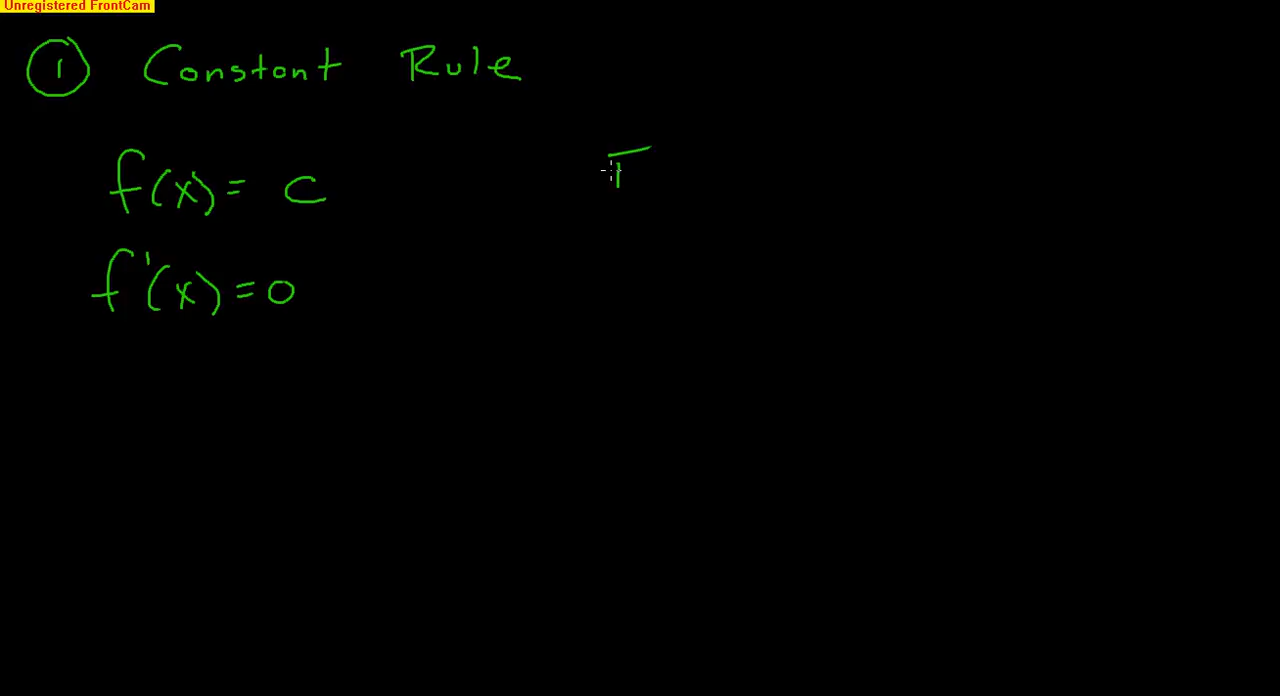 Unregistered FrontCam
1 Constant Rule
f(x)= c
f'(x)=0